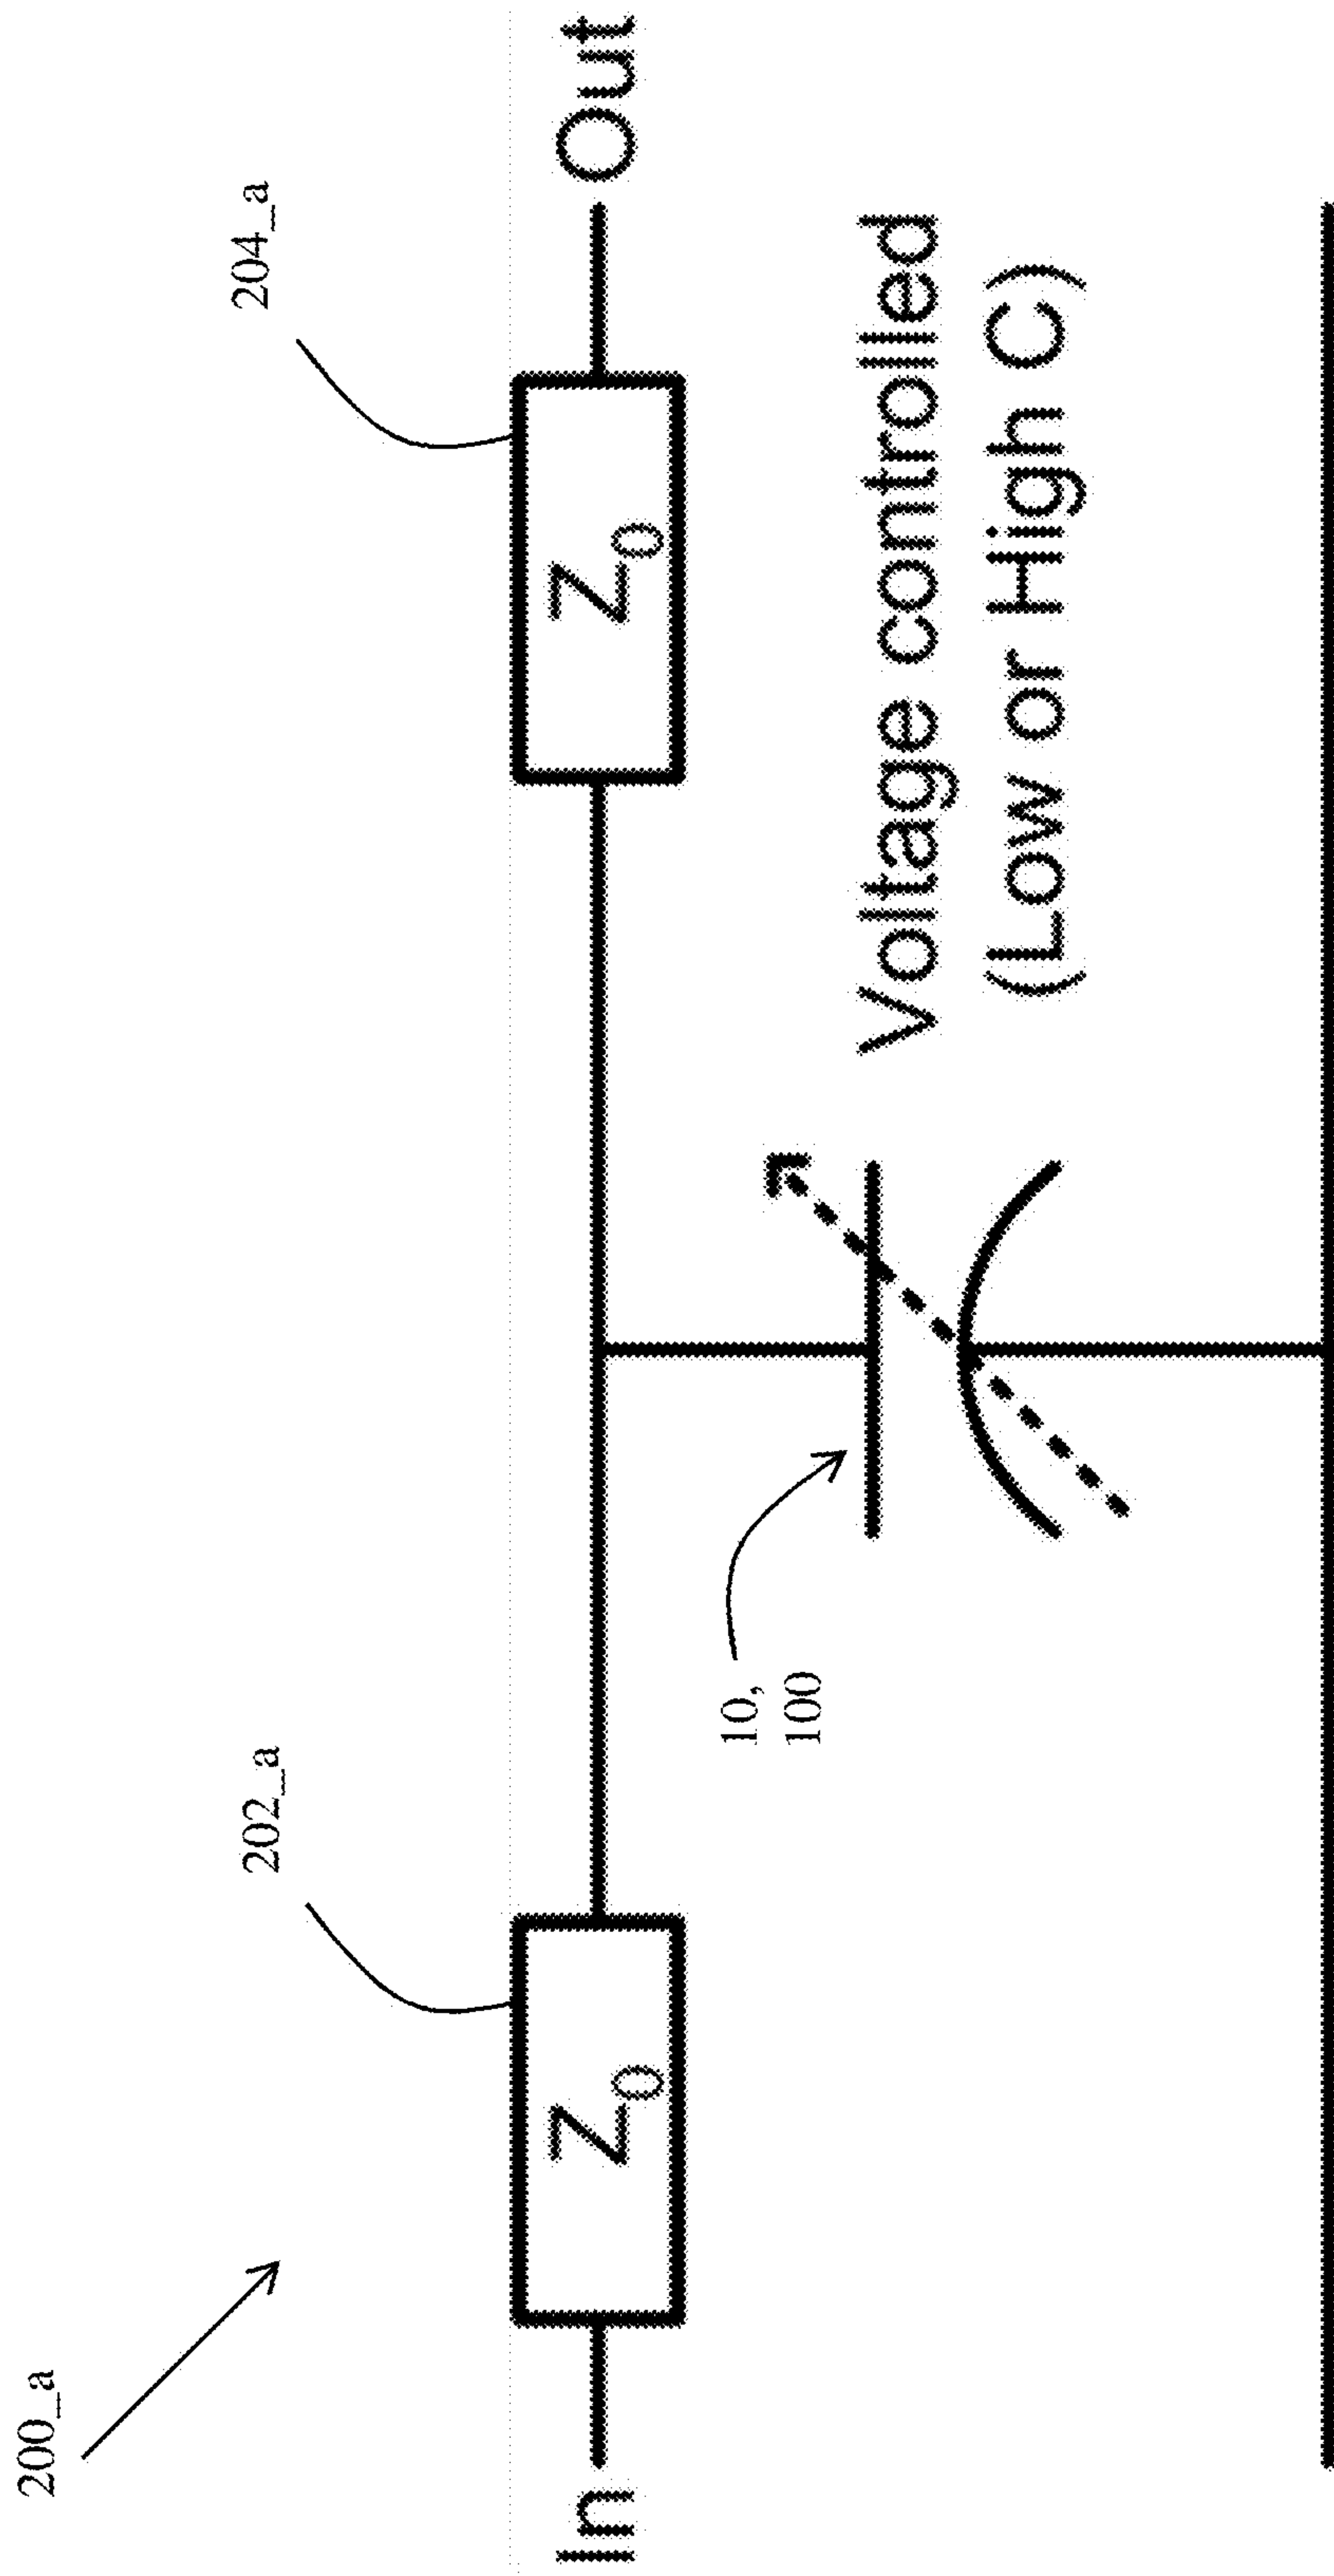 200_a
202_a
204_a
In
Z0
Z0
Out
10,
100
Voltage controlled
(Low or High C)